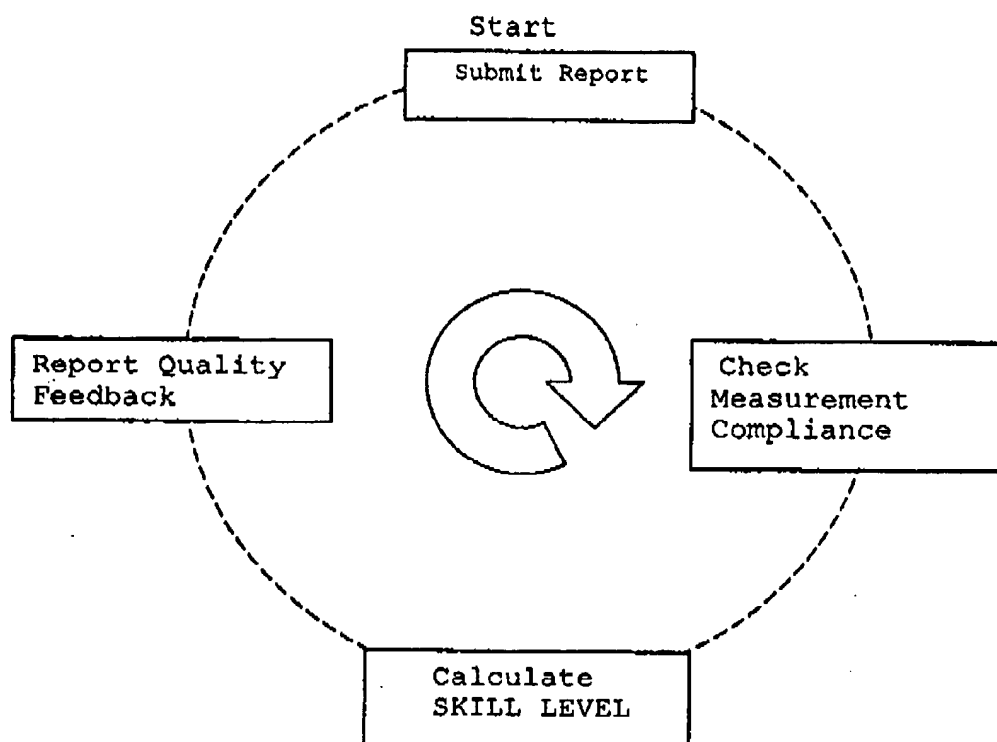 Start
Submit Report
Check
Measurement
Compliance
Calculate
SKILL LEVEL
Report Quality
Feedback